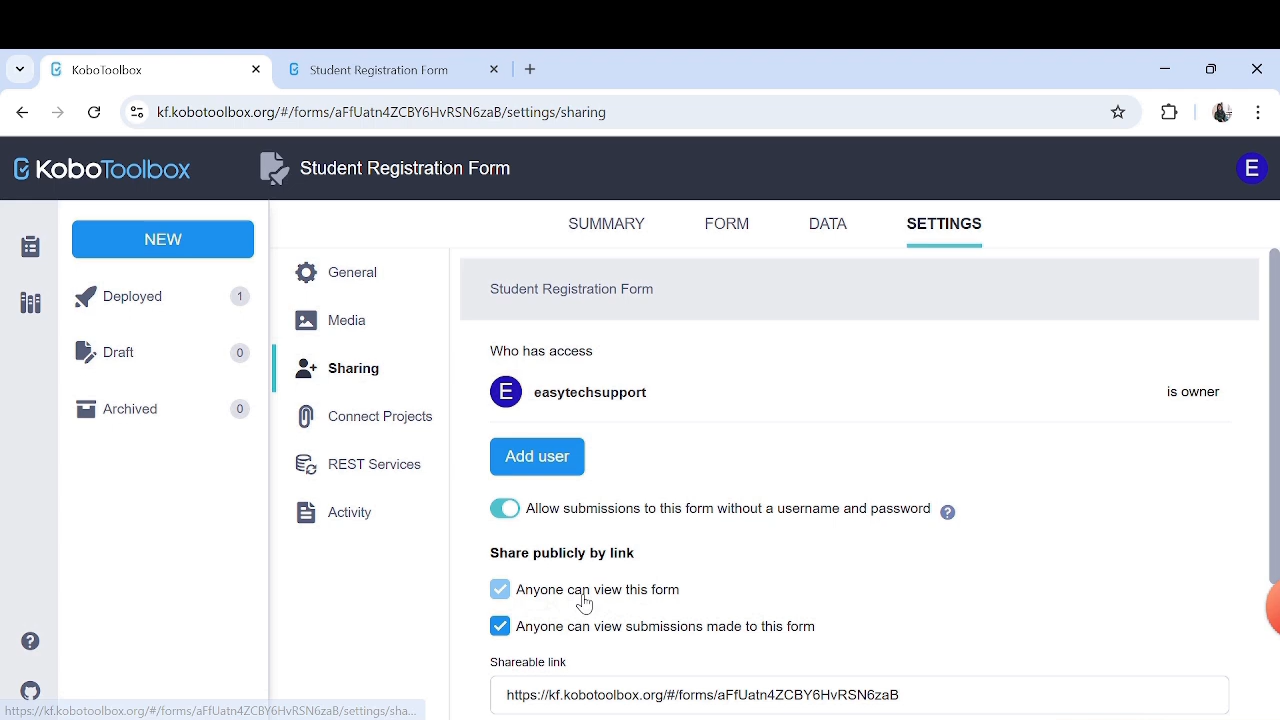 KoboToolbox
Student Registration Form
kf.kobotoolbox.org/#/forms/aFfUatn4ZCBY6HvRSN6zaB/settings/sharing
KoboToolbox
Student Registration Form
E
NEW
SUMMARY
FORM
DATA
SETTINGS
Deployed
1
Draft
0
Archived
0
General
Media
Sharing
Connect Projects
REST Services
Activity
Student Registration Form
Who has access
E
easytechsupport
is owner
Add user
Allow submissions to this form without a username and password
?
Share publicly by link
Anyone can view this form
Anyone can view submissions made to this form
Shareable link
https://kf.kobotoolbox.org/#/forms/aFfUatn4ZCBY6HvRSN6zaB
?
https://kf.kobotoolbox.org/#/forms/aFfUatn4ZCBY6HvRSN6zaB/settings/sha...